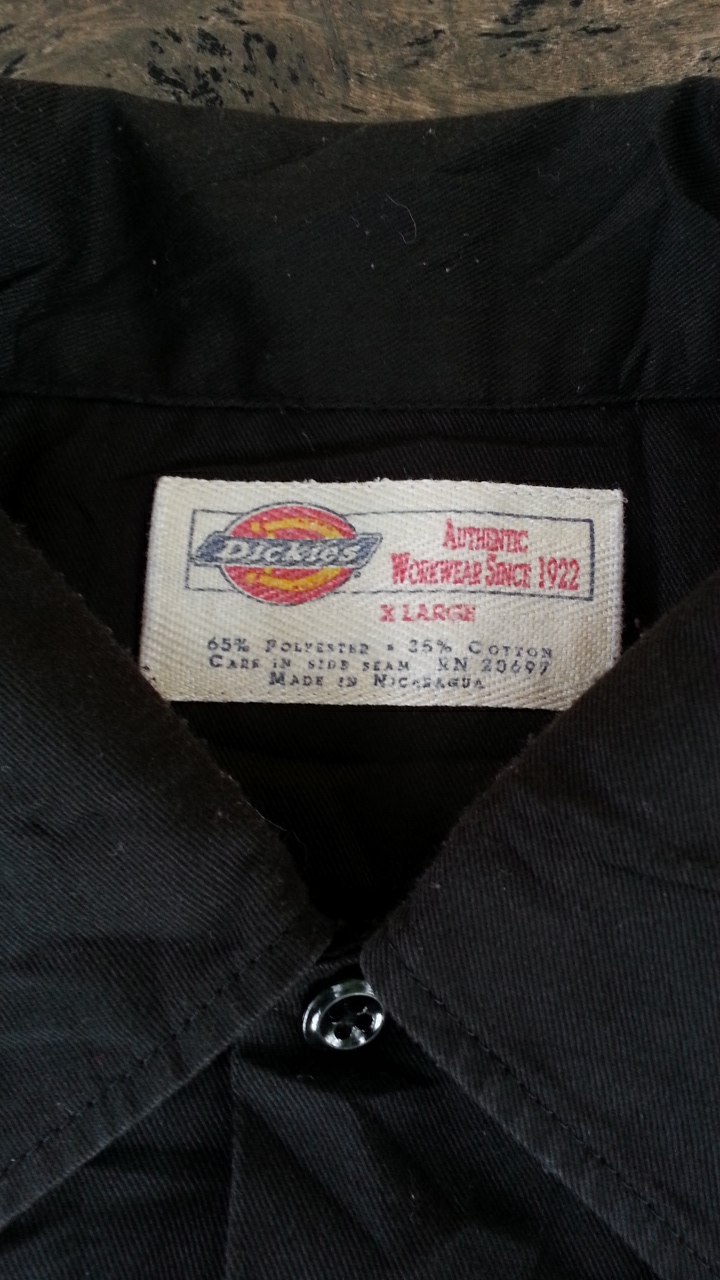 Dickies
AUTHENTIC
WORKWEAR SINCE 1922
X LARGE
65% POLYESTER • 35% COTTON
CARE IN SIDE SEAM RN 20697
MADE IN NICARAGUA